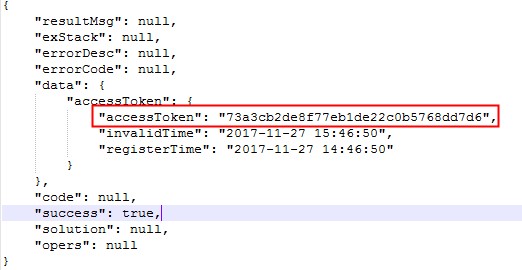 {
"resultMsg": null,
"exStack": null,
"errorDesc": null,
"errorCode": null,
"data": {
"accessToken": {
"accessToken": "73a3cb2de8f77eb1de22c0b5768dd7d6",
"invalidTime": "2017-11-27 15:46:50",
"registerTime": "2017-11-27 14:46:50"
}
},
"code": null,
"success": true,
"solution": null,
"opers": null
}